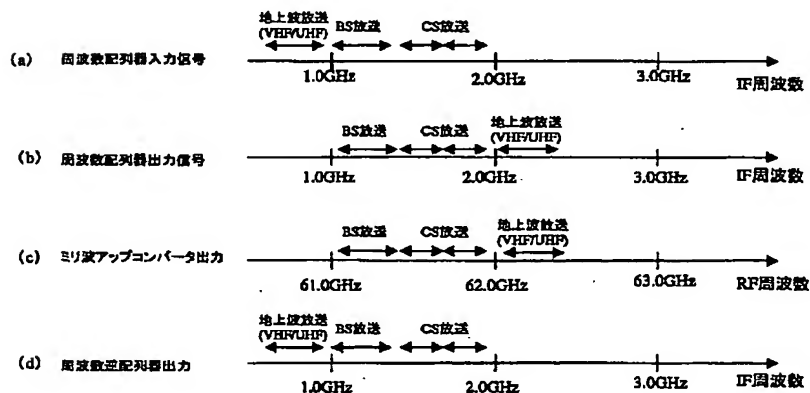 地上波放送
(VHF/UHF)
BS放送
CS放送
(a) 周波数配列器入力信号
1.0GHz
2.0GHz
3.0GHz
IF周波数
地上波放送
(VHF/UHF)
BS放送
CS放送
(b) 周波数配列器出力信号
1.0GHz
2.0GHz
3.0GHz
IF周波数
地上波放送
(VHF/UHF)
BS放送
CS放送
(c) ミリ波アップコンバータ出力
61.0GHz
62.0GHz
63.0GHz
RF周波数
地上波放送
(VHF/UHF)
BS放送
CS放送
(d) 周波数逆配列器出力
1.0GHz
2.0GHz
3.0GHz
IF周波数